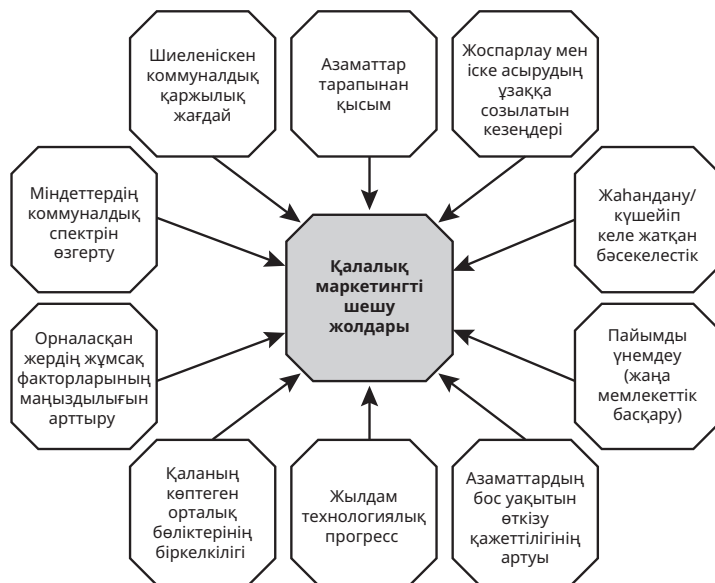 Шиеленіскен
коммуналдық
қаржылық
жағдай
Азаматтар
тарапынан
қысым
Жоспарлау мен
іске асырудың
ұзаққа
созылатын
кезеңдері
Міндеттердің
коммуналдық
спектрін
өзгерту
Жаһандану/
күшейіп
келе жатқан
бәсекелестік
Қалалық
маркетингті
шешу
жолдары
Орналасқан
жердің жұмсақ
факторларының
маңыздылығын
арттыру
Пайымды
үнемдеу
(жаңа
мемлекеттік
басқару)
Қаланың
көптеген
орталық
бөліктерінің
біркелкілігі
Жылдам
технологиялық
прогресс
Азаматтардың
бос уақытын
өткізу
қажеттілігінің
артуы